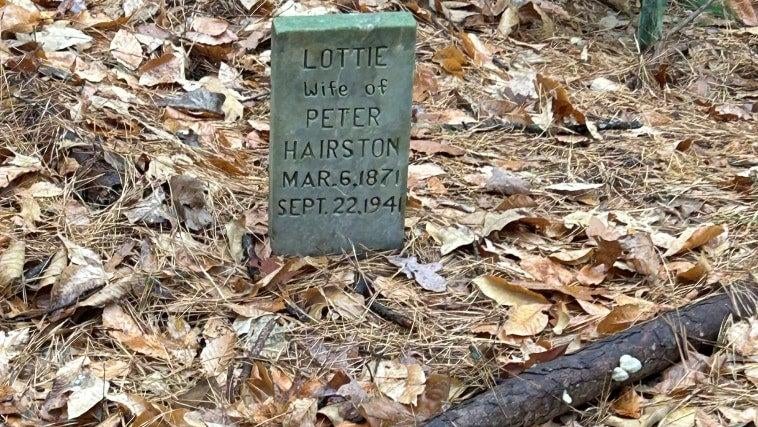 LOTTIE
Wife of
PETER
HAIRSTON
MAR.6,1871
SEPT.22,1941